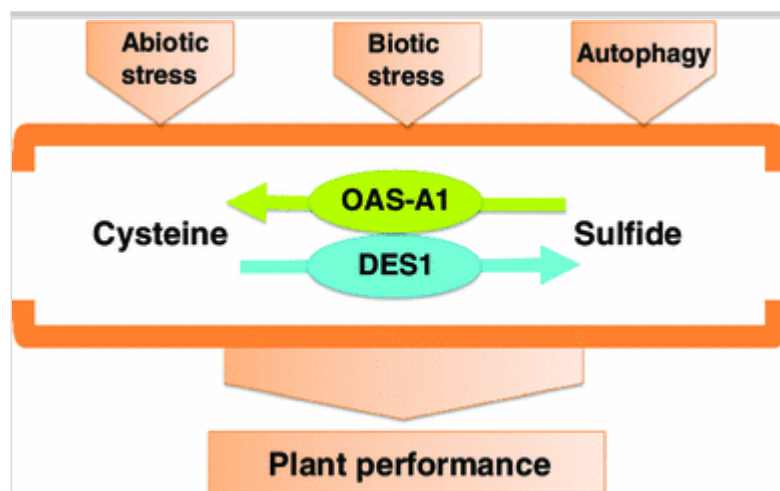 Abiotic
stress
Biotic
stress
Autophagy
OAS-A1
Cysteine
Sulfide
DES1
Plant performance